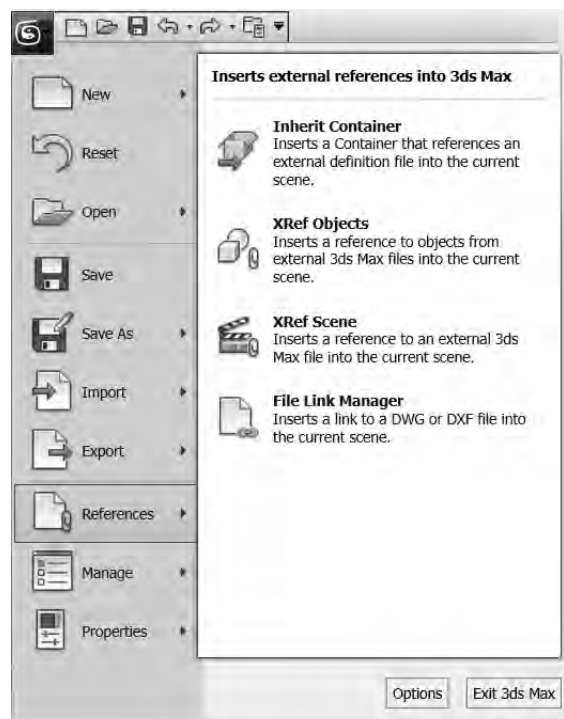 New
Reset
Open
Save
Save As
Import
Export
References
Manage
Properties
Inserts external references into 3ds Max
Inherit Container
Inserts a Container that references an
external definition file into the current
scene.
XRef Objects
Inserts a reference to objects from
external 3ds Max files into the current
scene.
XRef Scene
Inserts a reference to an external 3ds
Max file into the current scene.
File Link Manager
Inserts a link to a DWG or DXF file into
the current scene.
Options
Exit 3ds Max